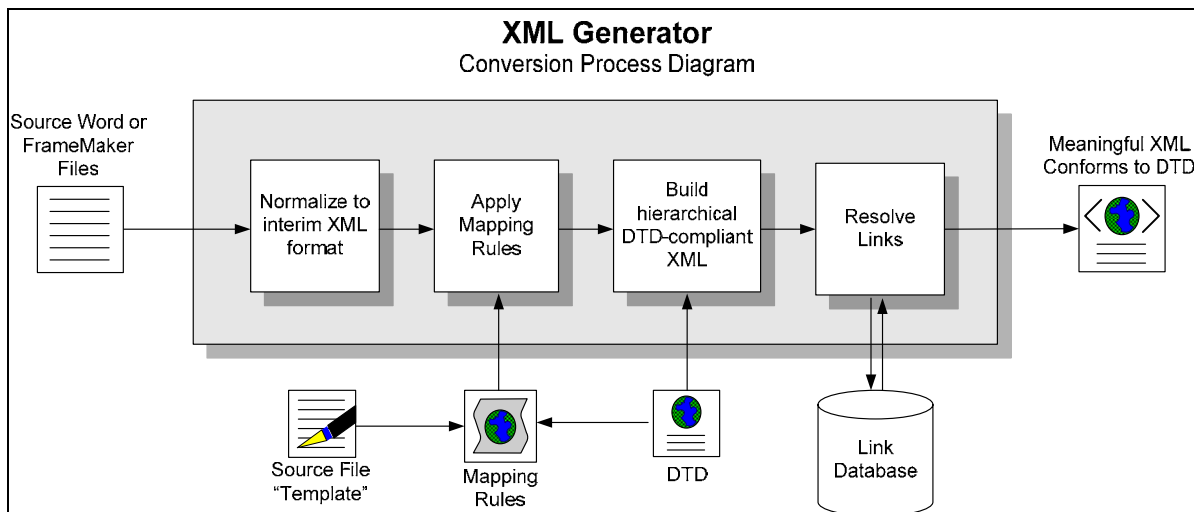 XML Generator
Conversion Process Diagram
Source Word or
FrameMaker
Files
Normalize to
interim XML
format
Apply
Mapping
Rules
Build
hierarchical
DTD-compliant
XML
Resolve
Links
Meaningful XML
Conforms to DTD
Source File
“Template”
Mapping
Rules
DTD
Link
Database